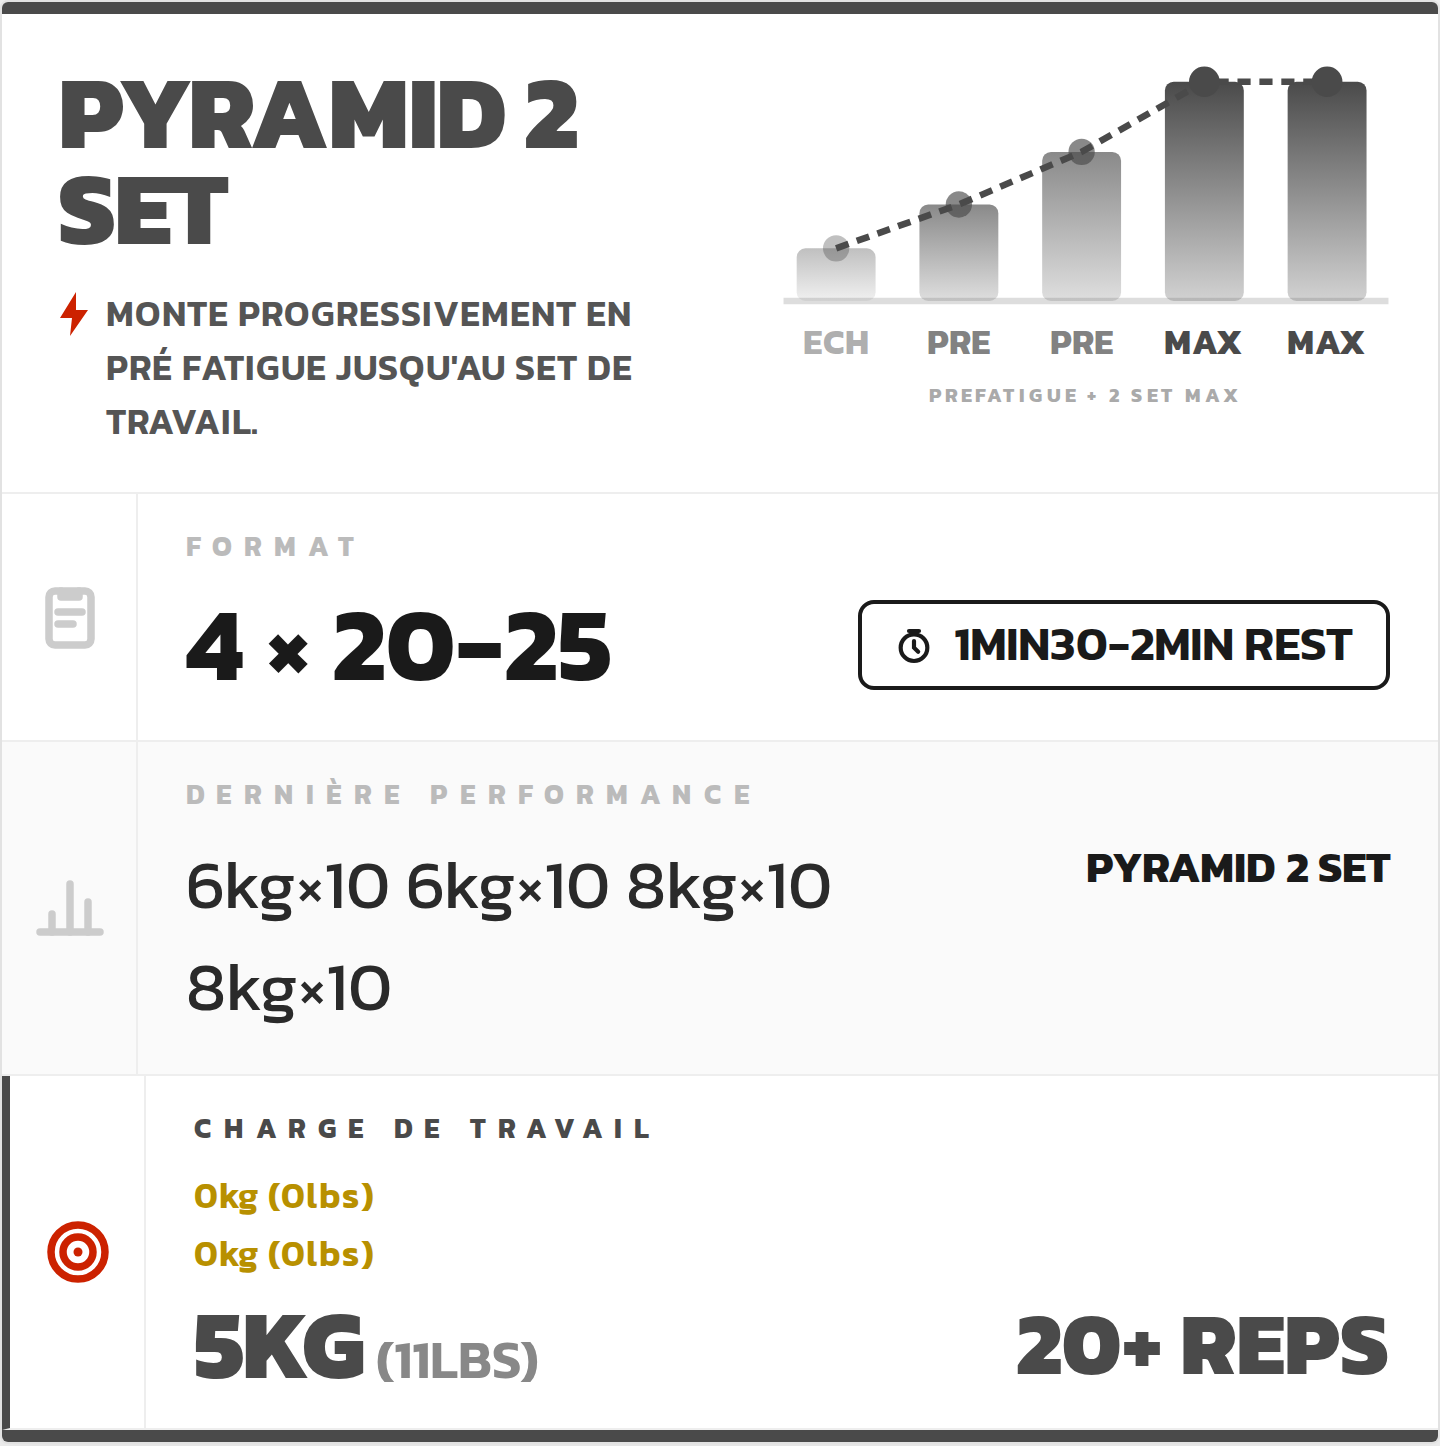 PYRAMID 2
SET
MONTE PROGRESSIVEMENT EN
PRÉ FATIGUE JUSQU'AU SET DE
TRAVAIL.
ECH PRE PRE MAX MAX
PREFATIGUE + 2 SET MAX
FORMAT
4 × 20–25
1MIN30–2MIN REST
DERNIÈRE PERFORMANCE
6kg×10 6kg×10 8kg×10
8kg×10
PYRAMID 2 SET
CHARGE DE TRAVAIL
0kg (0lbs)
0kg (0lbs)
5KG (11LBS)
20+ REPS